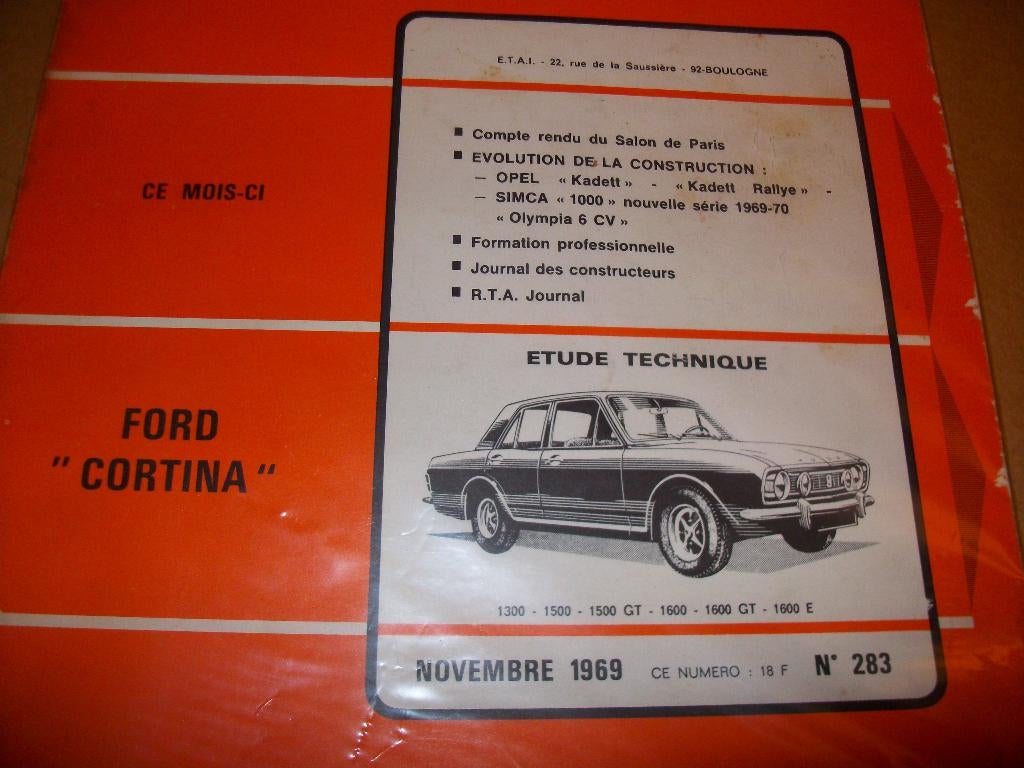 E.T.A.I. - 22, rue de la Saussière - 92-BOULOGNE
CE MOIS-CI
■ Compte rendu du Salon de Paris
■ EVOLUTION DE LA CONSTRUCTION :
— OPEL « Kadett » - « Kadett Rallye » -
— SIMCA « 1000 » nouvelle série 1969-70
« Olympia 6 CV »
■ Formation professionnelle
■ Journal des constructeurs
■ R.T.A. Journal
FORD
" CORTINA "
ETUDE TECHNIQUE
1300 - 1500 - 1500 GT - 1600 - 1600 GT - 1600 E
NOVEMBRE 1969 CE NUMERO : 18 F N° 283